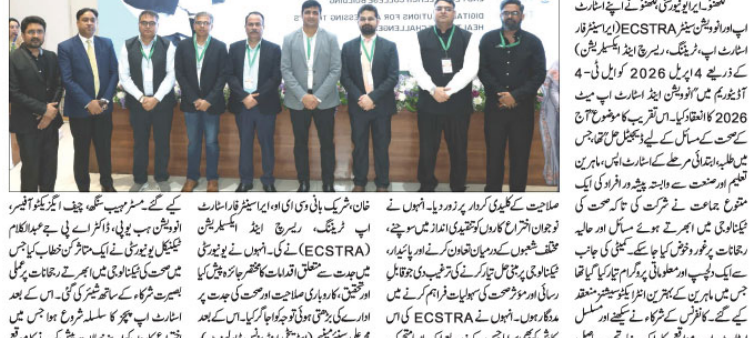 DIGITAL
لکھنؤ۔ ایرا یونیورسٹی لکھنؤ نے اپنے اسٹارٹ
اپ اور انوویشن سینٹر ECSTRA (ایرا سینٹر فار
اسٹارٹ اپ، ٹریننگ، ریسرچ اینڈ ایکسلریشن)
کے ذریعے 4 اپریل 2026 کو ایل ٹی-4
آڈیٹوریم میں "انوویشن اینڈ اسٹارٹ اپ میٹ
2026 کا انعقاد کیا۔ اس تقریب کا موضوع "آج
کے صحت کے مسائل کے لیے ڈیجیٹل حل" تھا، جس
میں طلبہ، ابتدائی مرحلے کے اسٹارٹ اپس، ماہرین
تعلیم اور صنعت سے وابستہ پیشہ ور افراد کی ایک
متنوع جماعت نے شرکت کی تاکہ صحت کی
ٹیکنالوجی میں ابھرتے ہوئے مسائل اور حالیہ
رجحانات پر غور و خوض کیا جا سکے۔ کمیٹی کی جانب
سے ایک دلچسپ اور معلوماتی پروگرام تیار کیا گیا تھا
جس میں ماہرین کے بہترین انٹرایکٹو سیشنز منعقد
کیے گئے۔ کانفرنس کے شرکاء نے سیکھنے اور مسلسل
صلاحیت کے کلیدی کردار پر زور دیا۔ انہوں نے
نوجوان اختراع کاروں کو تنقیدی انداز میں سوچنے،
مختلف شعبوں کے درمیان تعاون کرنے اور پائیدار،
ٹیکنالوجی پر مبنی حل تیار کرنے کی ترغیب دی جو قابل
رسائی اور مؤثر صحت کی سہولیات فراہم کرنے میں
مددگار ہوں۔ انہوں نے ECSTRA کی اس
خان، شریک بانی و سی ای او، ایرا سینٹر فار اسٹارٹ
اپ ٹریننگ، ریسرچ اینڈ ایکسلریشن
(ECSTRA) نے کی۔ انہوں نے یونیورسٹی
میں جدت سے متعلق اقدامات کا مختصر جائزہ پیش کیا
اور تحقیق، کاروباری صلاحیت اور صحت کی جدت پر
ادارے کی بڑھتی ہوئی توجہ کو اجاگر کیا۔ اس کے بعد
کیے گئے۔ مسٹر مہیپ سنگھ، چیف ایگزیکٹو آفیسر،
انوویشن ہب یوپی، ڈاکٹر اے پی جے عبدالکلام
ٹیکنیکل یونیورسٹی نے ایک متاثر کن خطاب کیا جس
میں صحت کی ٹیکنالوجی میں ابھرتے رجحانات پر عملی
بصیرت شرکاء کے ساتھ شیئر کی گئی۔ اس کے بعد
اسٹارٹ اپ پچز کا سلسلہ شروع ہوا جس میں